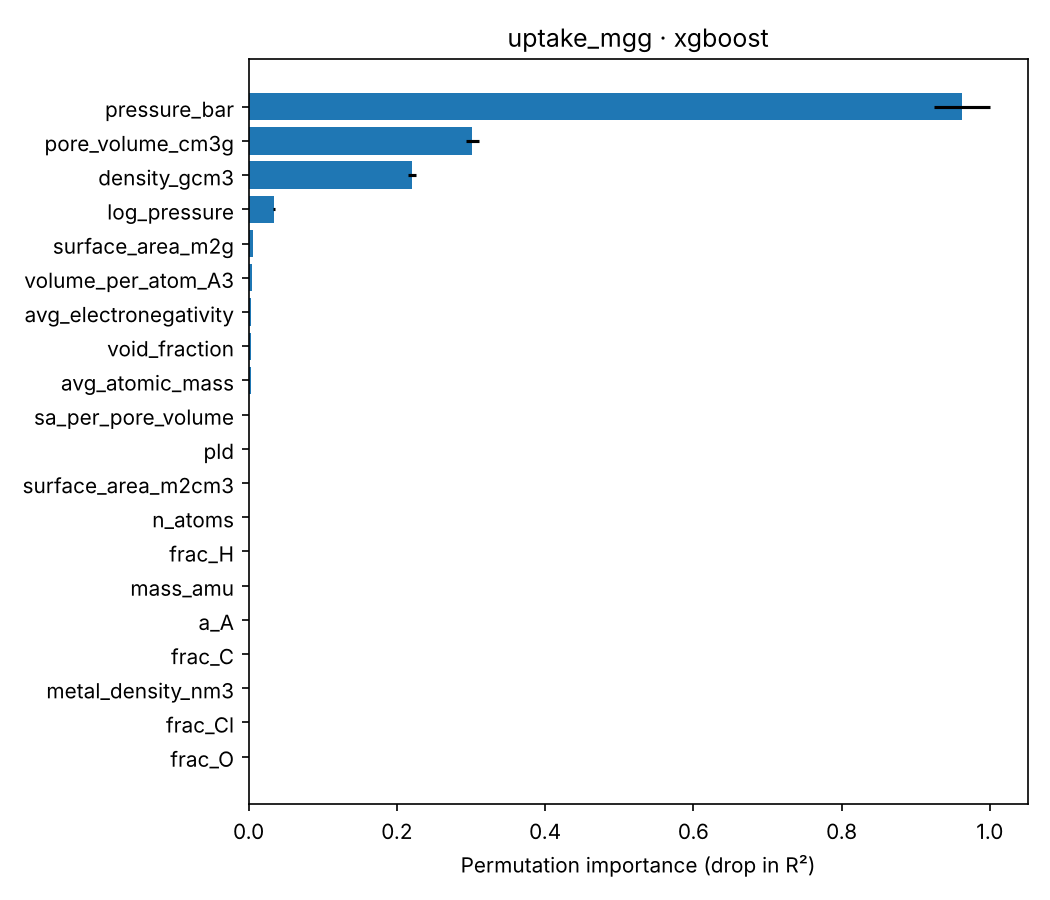 uptake_mgg · xgboost
pressure_bar
pore_volume_cm3g
density_gcm3
log_pressure
surface_area_m2g
volume_per_atom_A3
avg_electronegativity
void_fraction
avg_atomic_mass
sa_per_pore_volume
pld
surface_area_m2cm3
n_atoms
frac_H
mass_amu
a_A
frac_C
metal_density_nm3
frac_Cl
frac_O
0.0 0.2 0.4 0.6 0.8 1.0
Permutation importance (drop in R²)